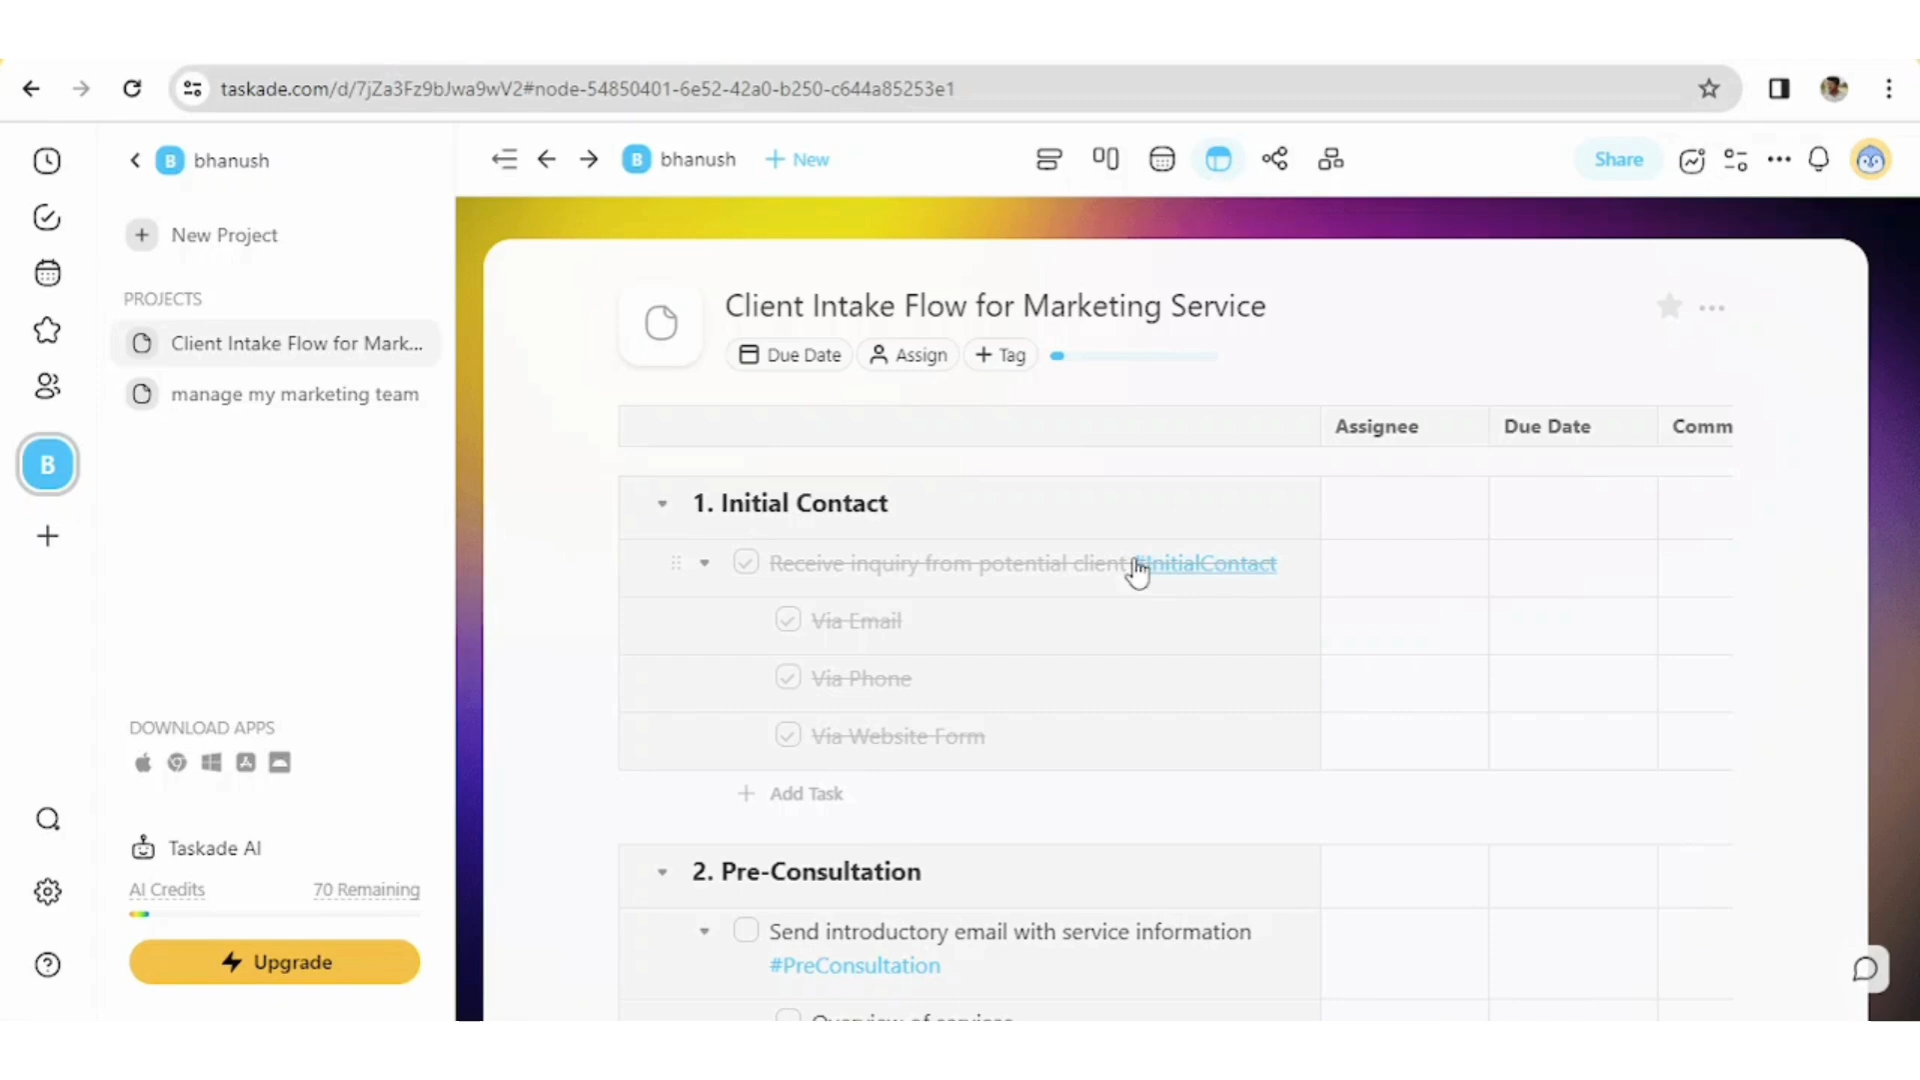 taskade.com/d/7jZa3Fz9bJwa9wV2#node-54850401-6e52-42a0-b250-c644a85253e1
B bhanush
B bhanush
+ New
Share
+ New Project
PROJECTS
Client Intake Flow for Mark...
manage my marketing team
B
DOWNLOAD APPS
Taskade AI
AI Credits
70 Remaining
Upgrade
Client Intake Flow for Marketing Service
Due Date
Assign
+ Tag
Assignee
Due Date
Comm
1. Initial Contact
Receive inquiry from potential client #InitialContact
Via Email
Via Phone
Via Website Form
+ Add Task
2. Pre-Consultation
Send introductory email with service information
#PreConsultation
Overview of services